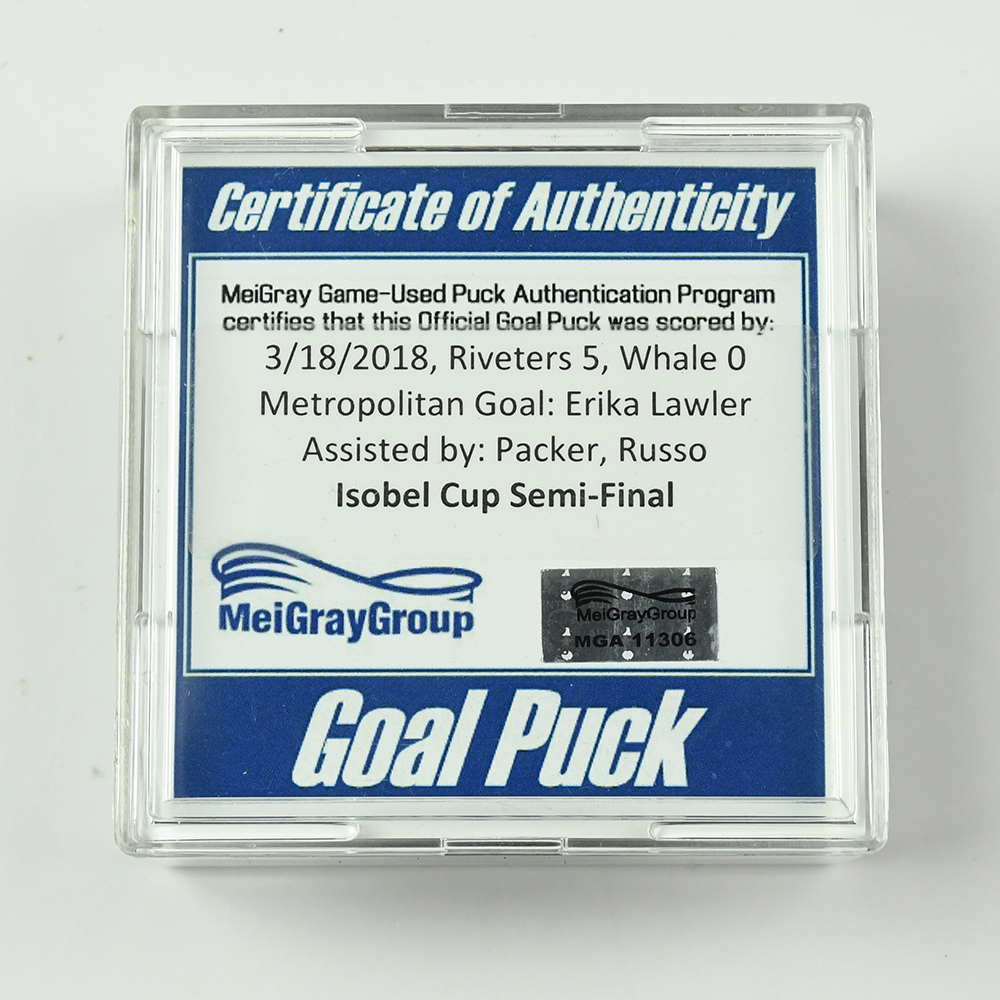 Certificate of Authenticity
MeiGray Game-Used Puck Authentication Program
certifies that this Official Goal Puck was scored by:
3/18/2018, Riveters 5, Whale 0
Metropolitan Goal: Erika Lawler
Assisted by: Packer, Russo
Isobel Cup Semi-Final
MeiGrayGroup
MeiGrayGroup
MGA 11306
Goal Puck